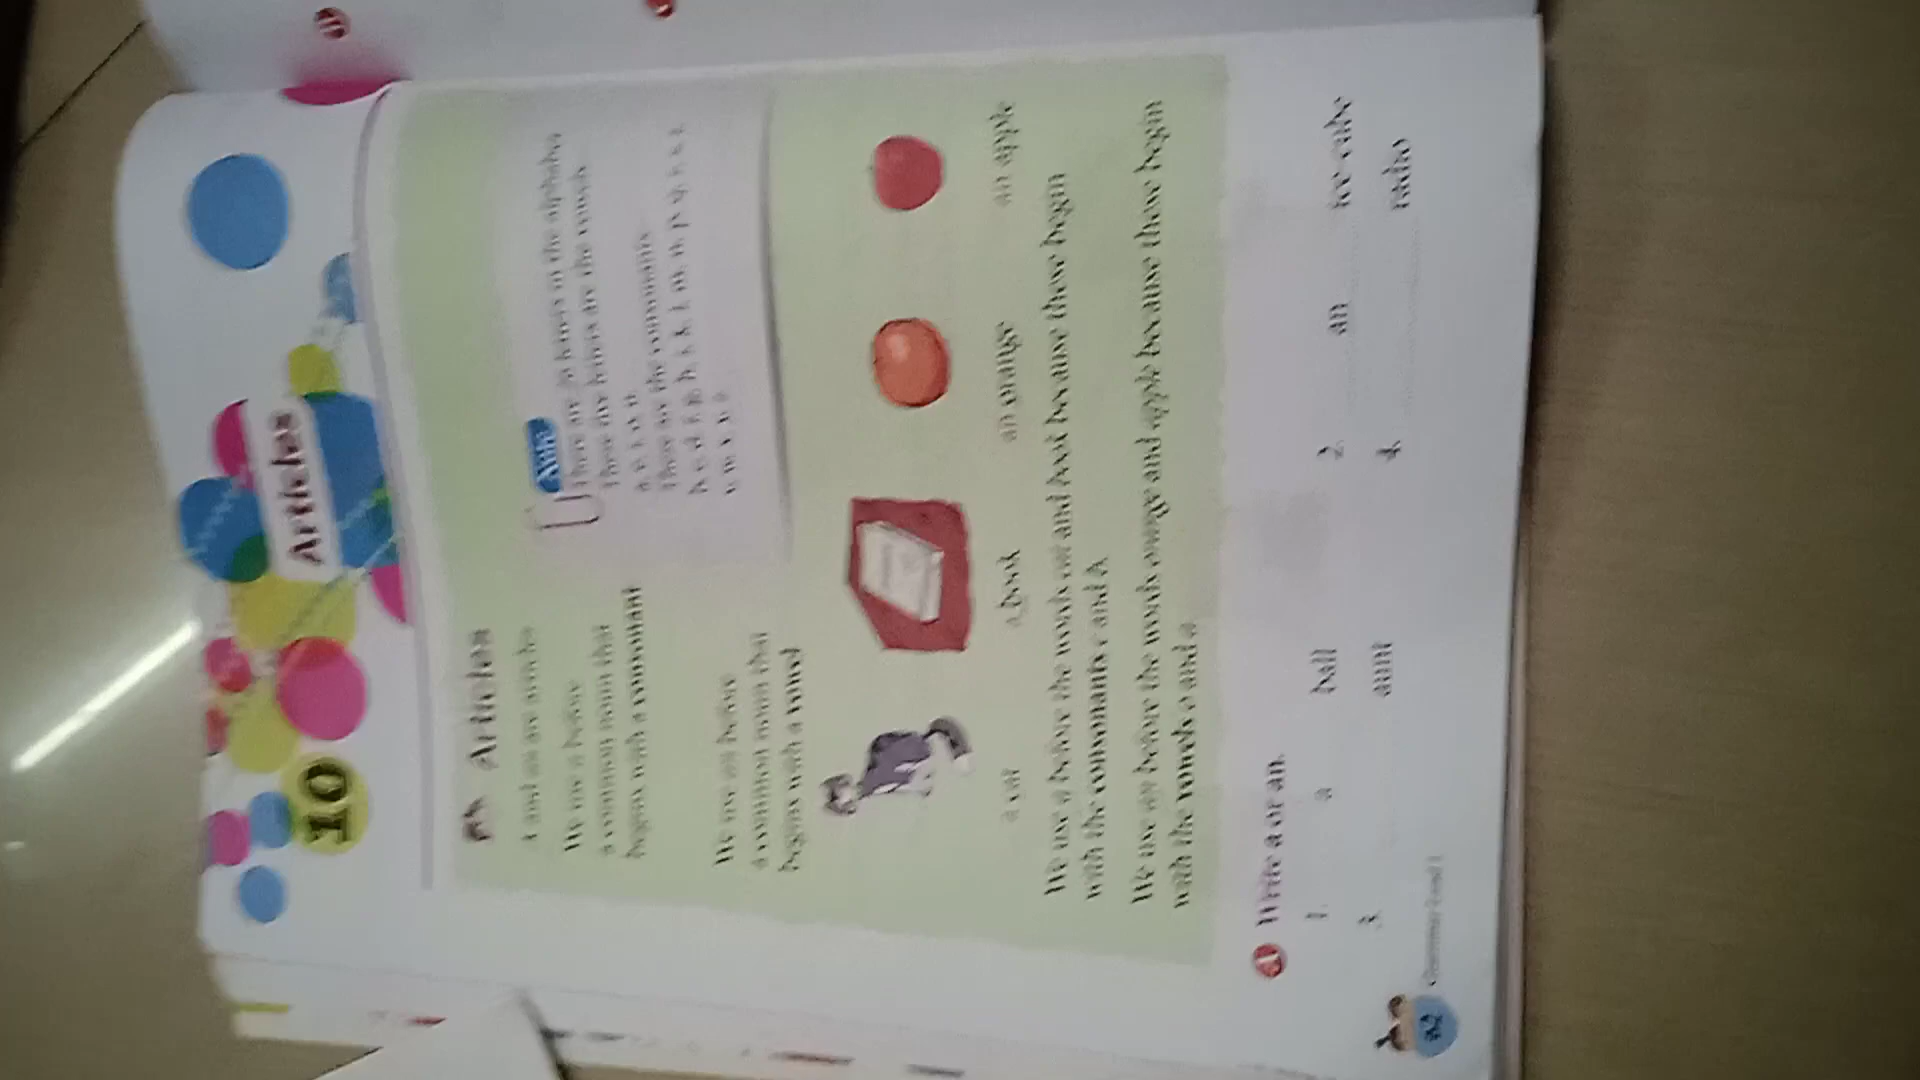 10
Articles
Articles
A and an are articles
We use a before
a common noun that
begins with a consonant
We use an before
a common noun that
begins with a vowel
Note
There are 26 letters in the alphabet
These five letters are the vowels
a, e, i, o, u
These are the consonants
a cat
a book
an orange
an apple
We use a before the words cat and book because these begin
with the consonants c and b.
We use an before the words orange and apple because these begin
with the vowels o and a.
Write a or an.
1. a ball
2. an ice cube
3. aunt
4. radio